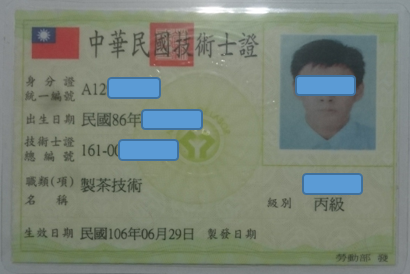 中華民國技術士證
身分證
統一編號 A12
出生日期 民國86年
技術士證
總編號 161-00
職類(項)
名稱 製茶技術
級別 丙級
生效日期 民國106年06月29日 製發日期
勞動部 發